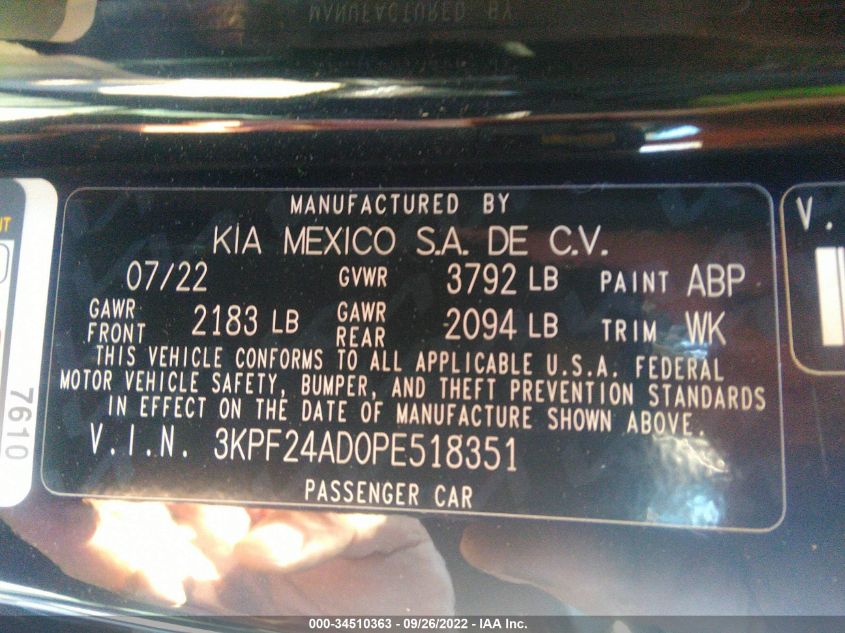 MANUFACTURED BY
MANUFACTURED BY
KIA MEXICO S.A. DE C.V.
07/22 GVWR 3792 LB PAINT ABP
GAWR FRONT 2183 LB GAWR REAR 2094 LB TRIM WK
THIS VEHICLE CONFORMS TO ALL APPLICABLE U.S.A. FEDERAL
MOTOR VEHICLE SAFETY, BUMPER, AND THEFT PREVENTION STANDARDS
IN EFFECT ON THE DATE OF MANUFACTURE SHOWN ABOVE.
V.I.N. 3KPF24AD0PE518351
PASSENGER CAR
7610
V.
000-34510363 - 09/26/2022 - IAA Inc.